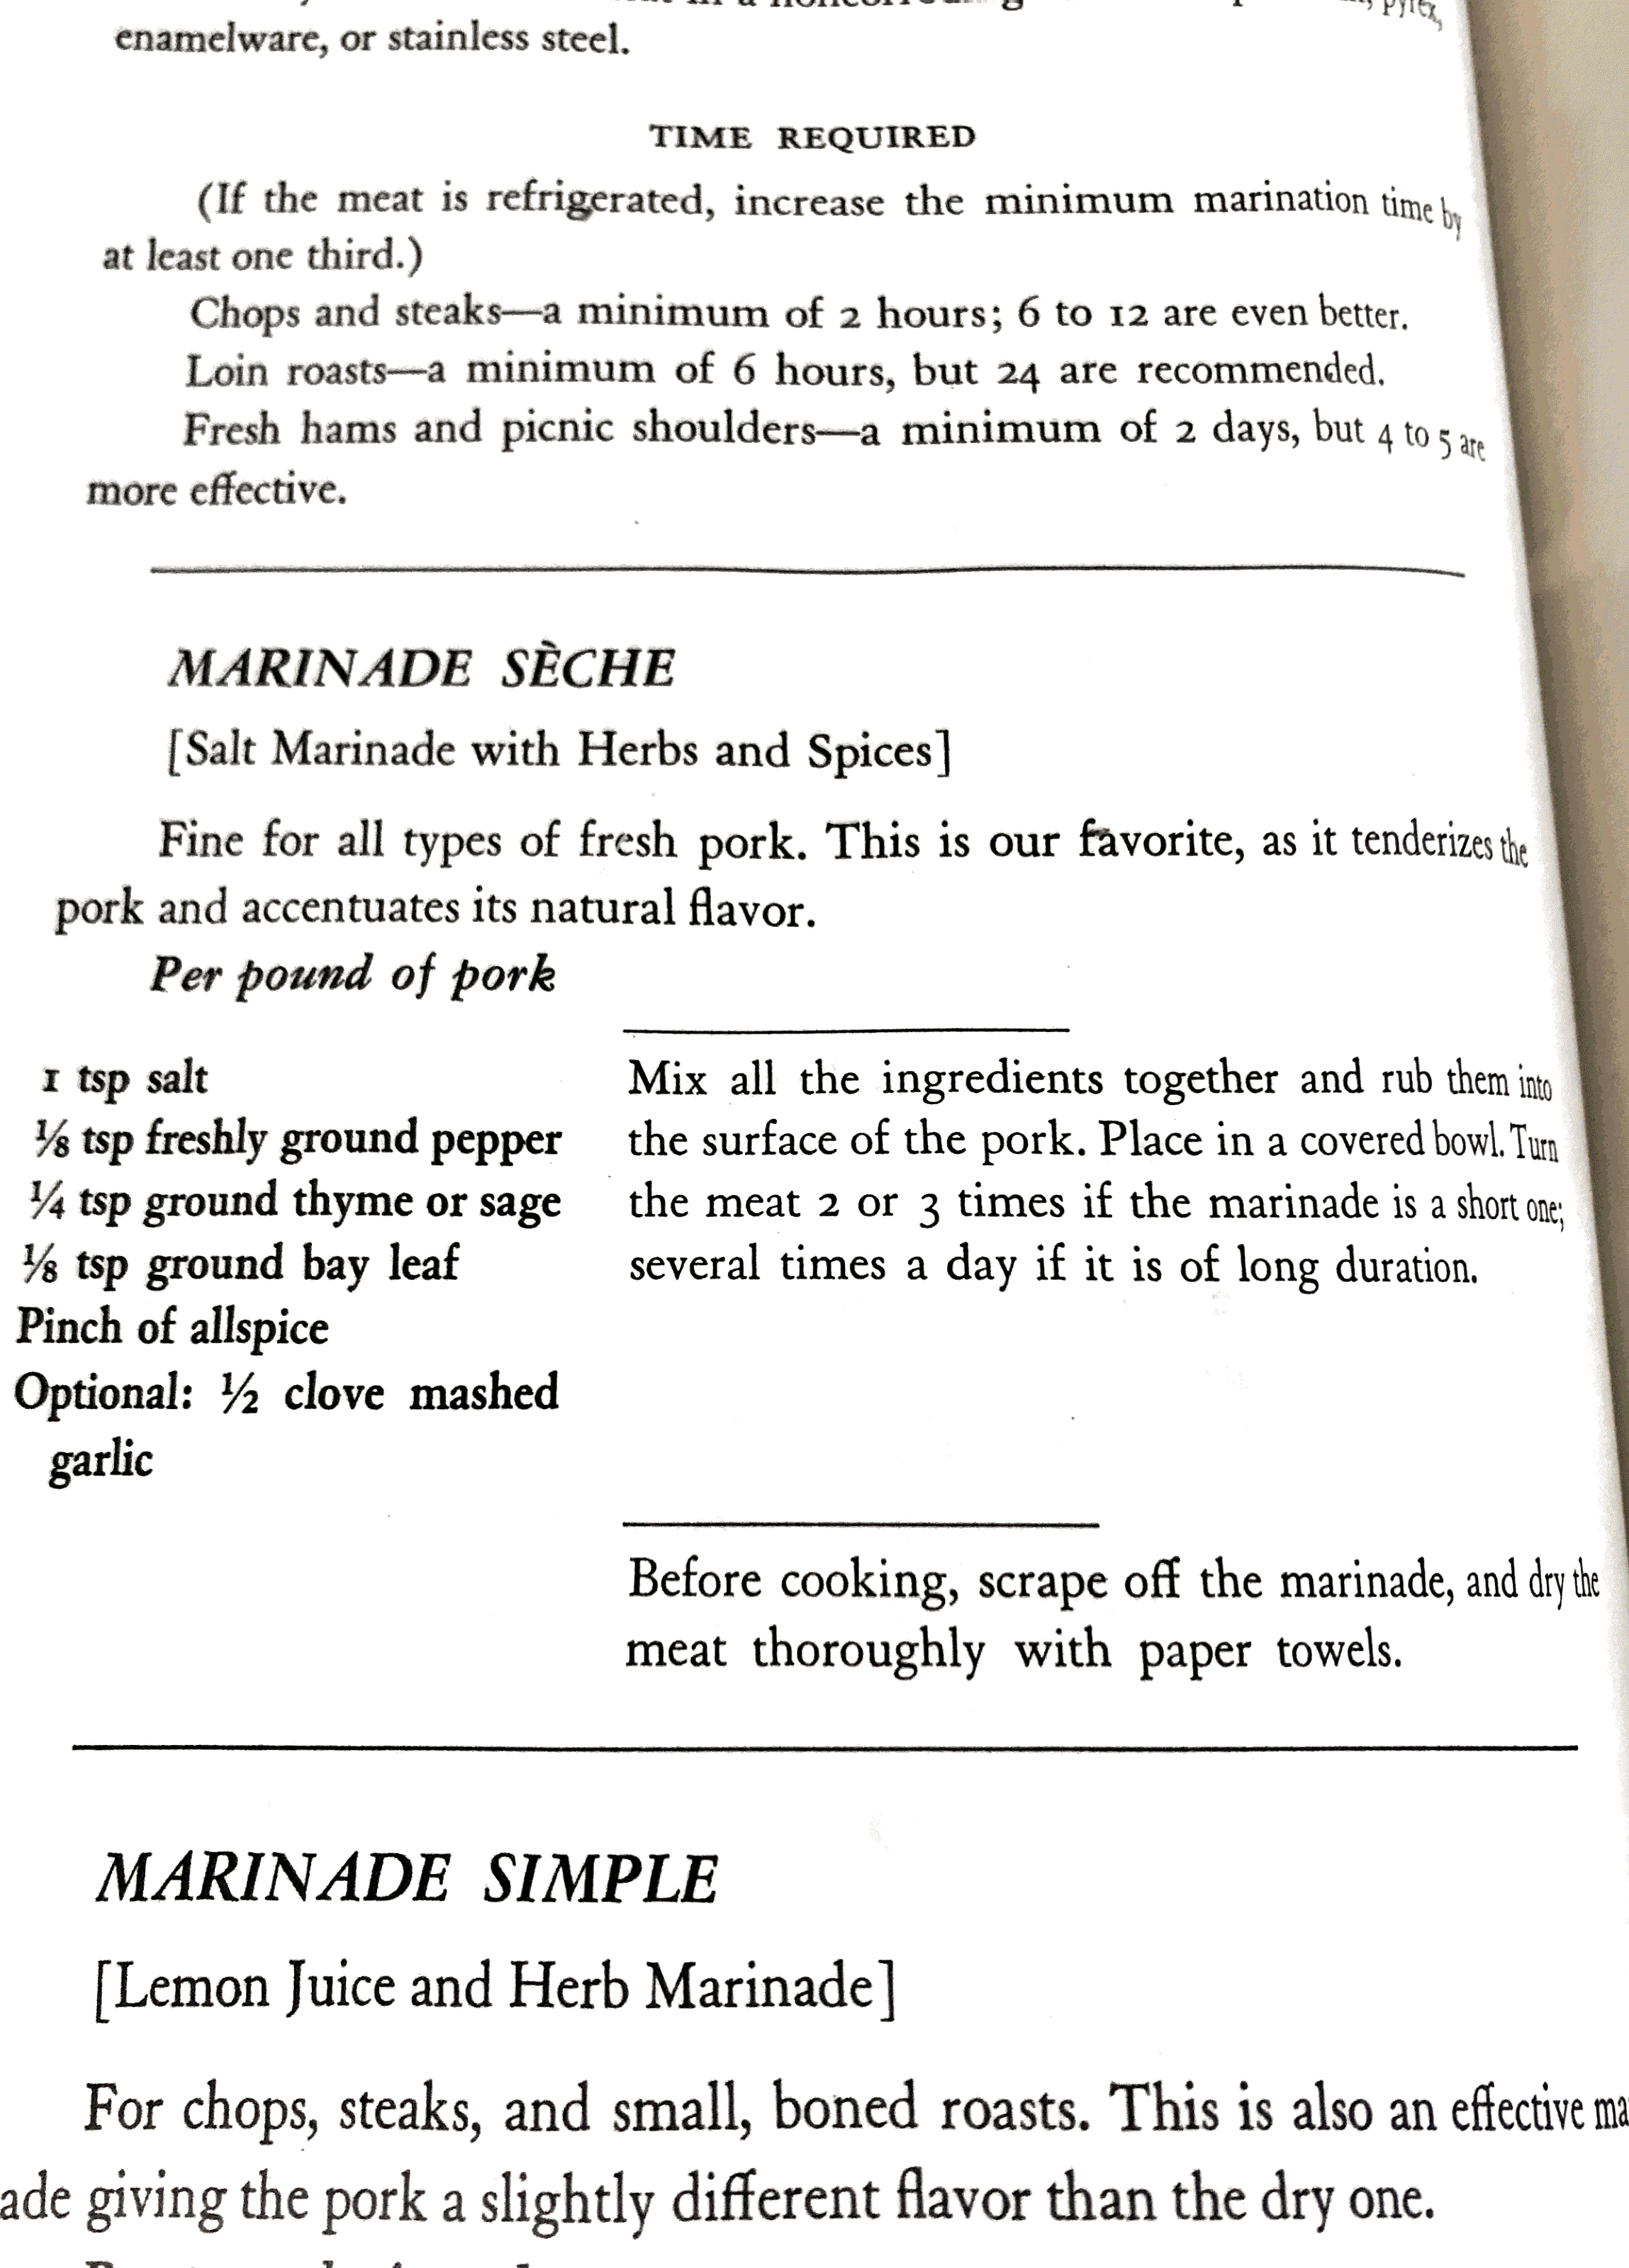 pyrex,
enamelware, or stainless steel.
TIME REQUIRED
(If the meat is refrigerated, increase the minimum marination time by
at least one third.)
Chops and steaks—a minimum of 2 hours; 6 to 12 are even better.
Loin roasts—a minimum of 6 hours, but 24 are recommended.
Fresh hams and picnic shoulders—a minimum of 2 days, but 4 to 5 are
more effective.
MARINADE SÈCHE
[Salt Marinade with Herbs and Spices]
Fine for all types of fresh pork. This is our favorite, as it tenderizes the
pork and accentuates its natural flavor.
Per pound of pork
1 tsp salt
⅛ tsp freshly ground pepper
¼ tsp ground thyme or sage
⅛ tsp ground bay leaf
Pinch of allspice
Optional: ½ clove mashed
garlic
Mix all the ingredients together and rub them into
the surface of the pork. Place in a covered bowl. Turn
the meat 2 or 3 times if the marinade is a short one;
several times a day if it is of long duration.
Before cooking, scrape off the marinade, and dry the
meat thoroughly with paper towels.
MARINADE SIMPLE
[Lemon Juice and Herb Marinade]
For chops, steaks, and small, boned roasts. This is also an effective ma
ade giving the pork a slightly different flavor than the dry one.